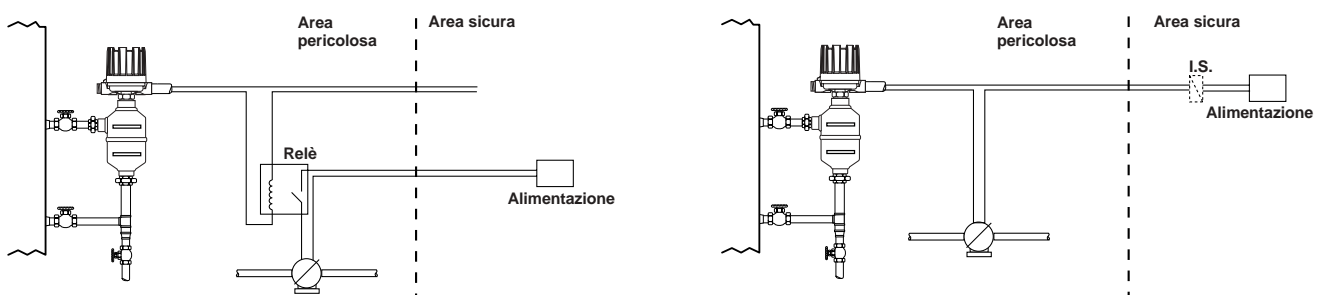 Area
pericolosa
Area sicura
Relè
Alimentazione
Area
pericolosa
Area sicura
I.S.
Alimentazione